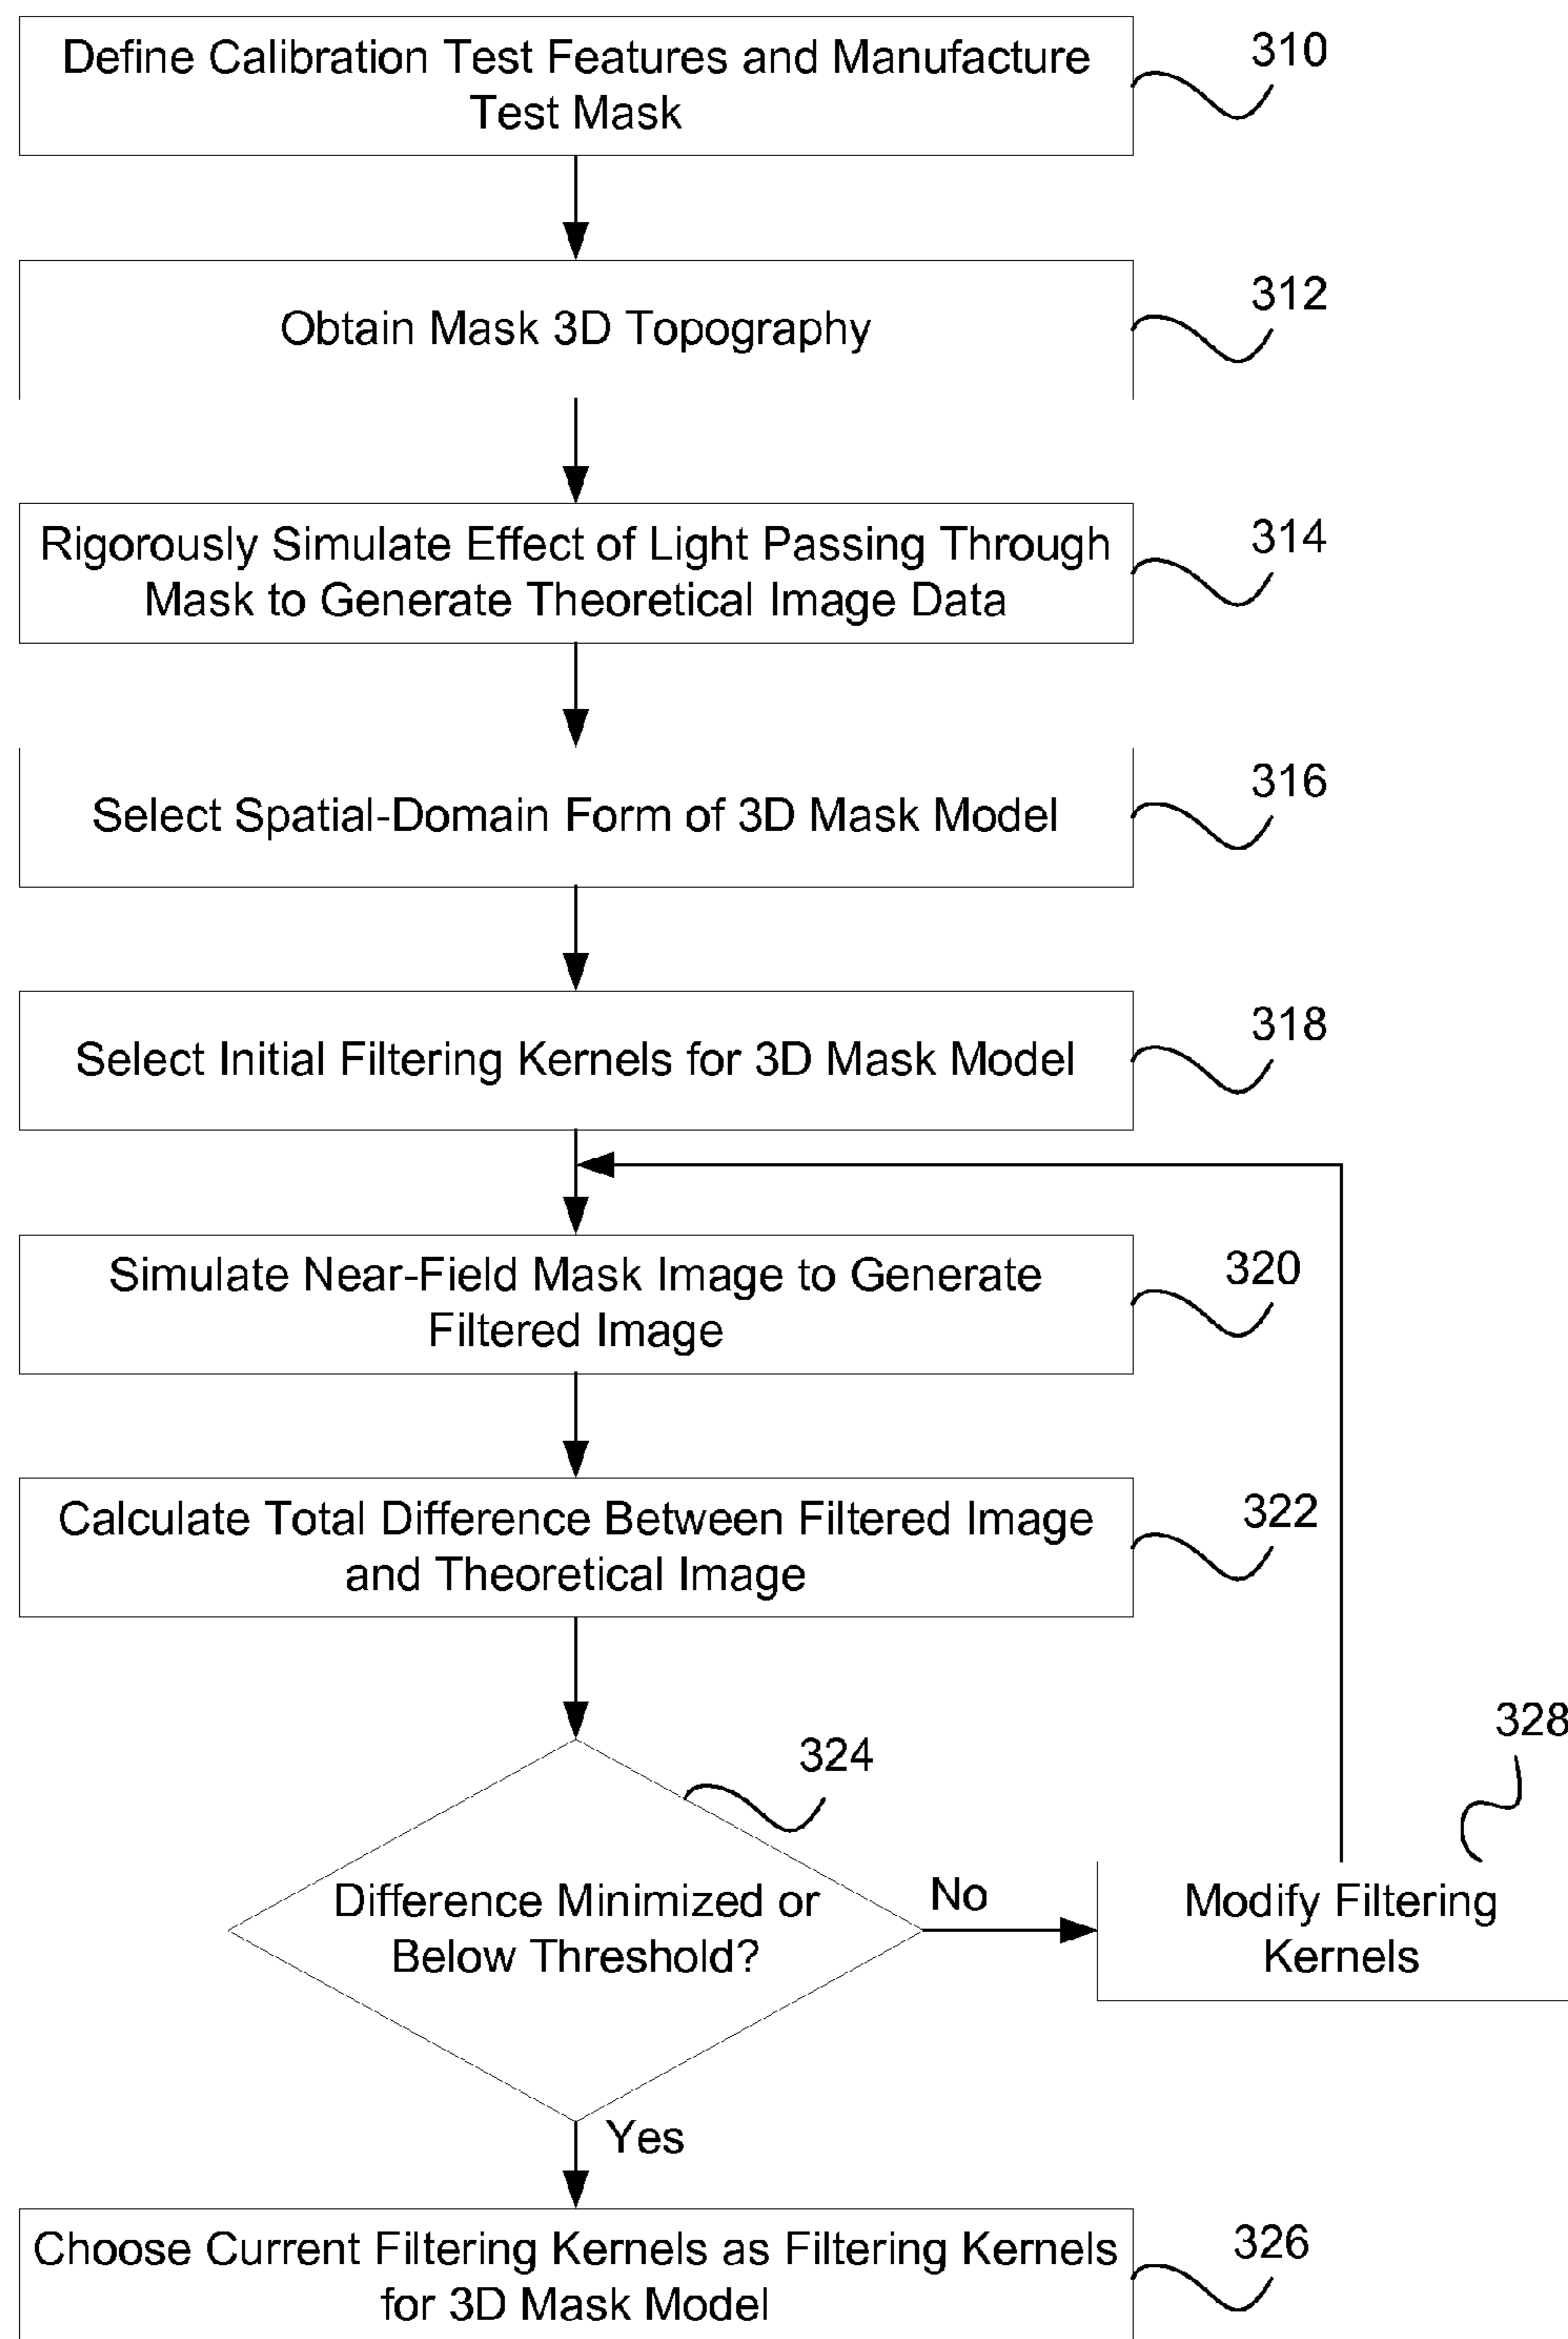 Define Calibration Test Features and Manufacture
Test Mask
310
Obtain Mask 3D Topography
312
Rigorously Simulate Effect of Light Passing Through
Mask to Generate Theoretical Image Data
314
Select Spatial-Domain Form of 3D Mask Model
316
Select Initial Filtering Kernels for 3D Mask Model
318
Simulate Near-Field Mask Image to Generate
Filtered Image
320
Calculate Total Difference Between Filtered Image
and Theoretical Image
322
324
Difference Minimized or
Below Threshold?
No
328
Modify Filtering
Kernels
Yes
Choose Current Filtering Kernels as Filtering Kernels
for 3D Mask Model
326